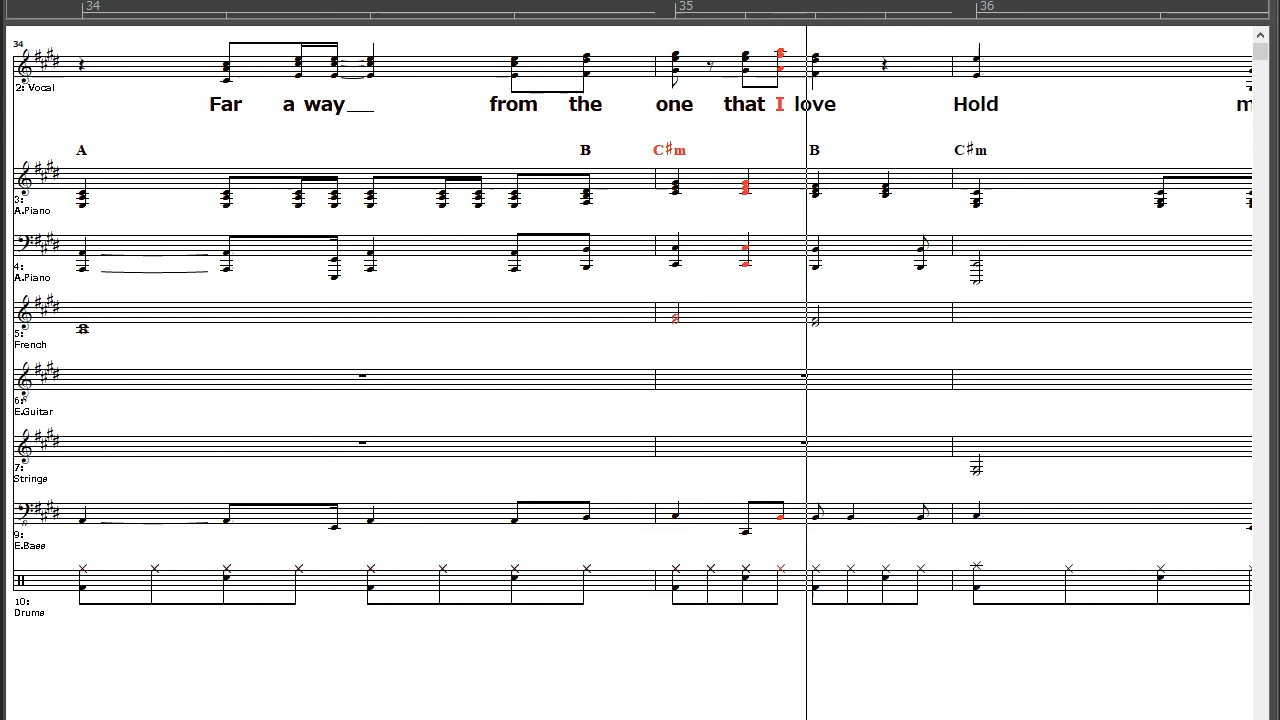 34 35 36
34
2: Vocal
Far a way__ from the one that I love Hold m
A B C♯m B C♯m
3:
A.Piano
4:
A.Piano
5:
French
6:
E.Guitar
7:
Strings
9:
E.Bass
10:
Drums